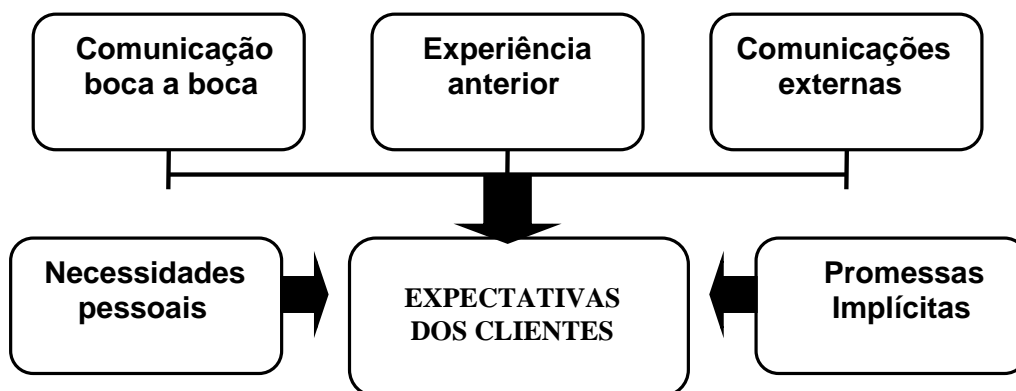 Comunicação
boca a boca
Experiência
anterior
Comunicações
externas
Necessidades
pessoais
EXPECTATIVAS
DOS CLIENTES
Promessas
Implícitas